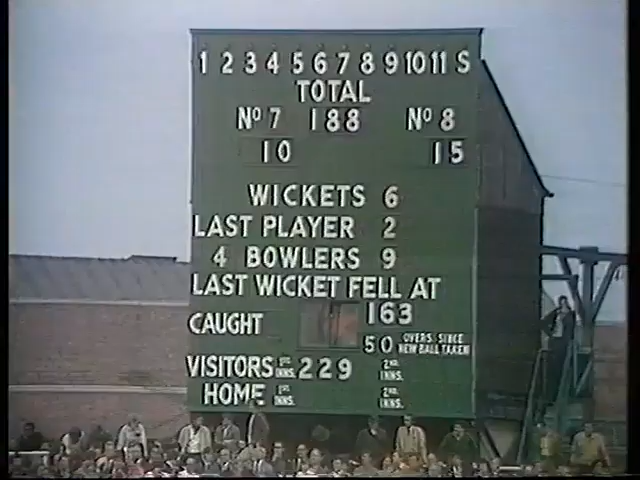 1 2 3 4 5 6 7 8 9 10 11 S
TOTAL
Nº 7 188 Nº 8
10 15
WICKETS 6
LAST PLAYER 2
4 BOWLERS 9
LAST WICKET FELL AT
CAUGHT 163
50 OVERS SINCE NEW BALL TAKEN
VISITORS 1ST INNS. 229 2ND INNS.
HOME 1ST INNS. 2ND INNS.